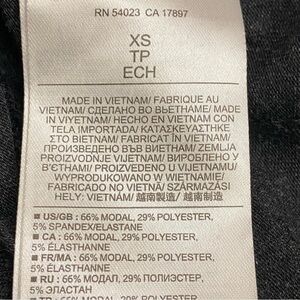 RN 54023 CA 17897
XS
TP
ECH
MADE IN VIETNAM/ FABRIQUE AU
VIETNAM/ СДЕЛАНО ВО ВЬЕТНАМЕ/ MADE
IN VIYETNAM/ HECHO EN VIETNAM CON
TELA IMPORTADA/ ΚΑΤΑΣΚΕΥΑΣΤΗΚΕ
ΣΤΟ ΒΙΕΤΝΑΜ/ FABRICAT ÎN VIETNAM/
ПРОИЗВЕДЕНО ВЪВ ВИЕТНАМ/ ZEMLJA
PROIZVODNJE VIJETNAM/ ВИРОБЛЕНО У
В'ЄТНАМІ/ PROIZVEDENO U VIJETNAMU/
WYPRODUKOWANO W WIETNAMIE/
FABRICADO NO VIETNÃ/ SZÁRMAZÁSI
HELY: VIETNÁM/ 越南製造/ 越南制造
■ US/GB : 66% MODAL, 29% POLYESTER,
5% SPANDEX/ELASTANE
■ CA : 66% MODAL, 29% POLYESTER,
5% ÉLASTHANNE
■ FR/MA : 66% MODAL, 29% POLYESTER,
5% ÉLASTHANNE
■ RU : 66% МОДАЛ, 29% ПОЛИЭСТЕР,
5% ЭЛАСТАН